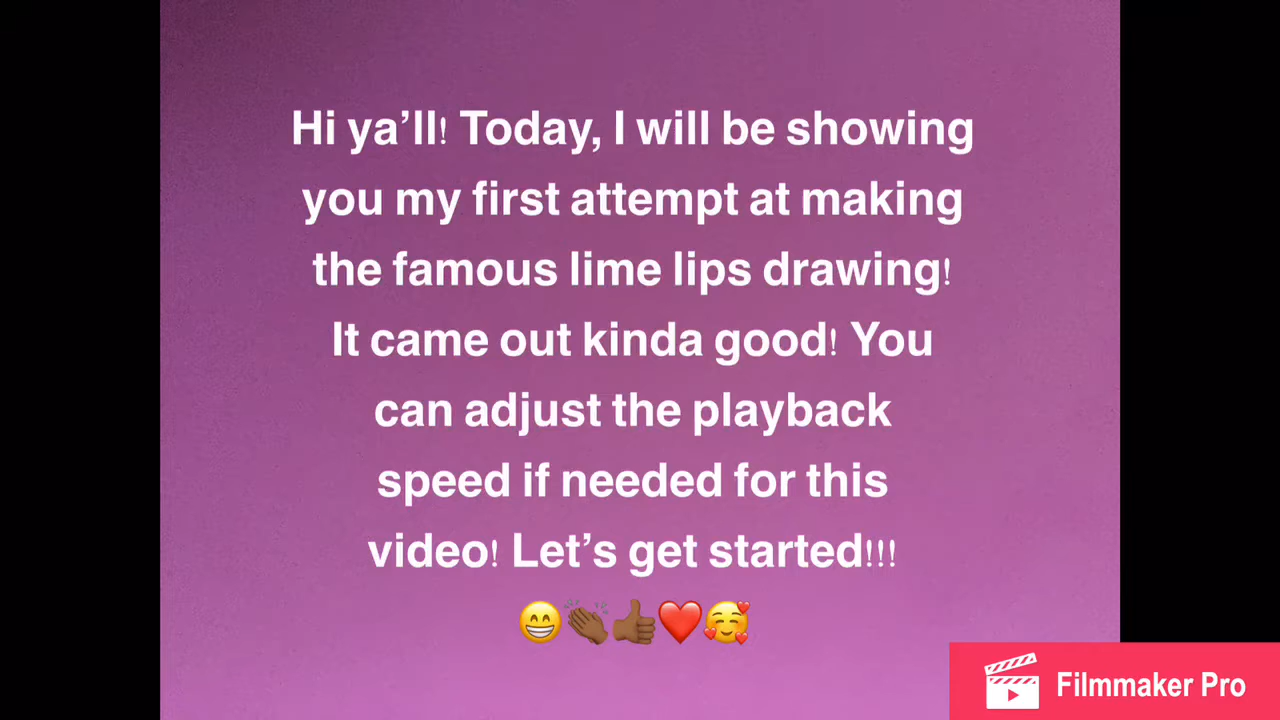 Hi ya’ll! Today, I will be showing
you my first attempt at making
the famous lime lips drawing!
It came out kinda good! You
can adjust the playback
speed if needed for this
video! Let’s get started!!!
😁👏🏾👍🏾❤️🥰
Filmmaker Pro